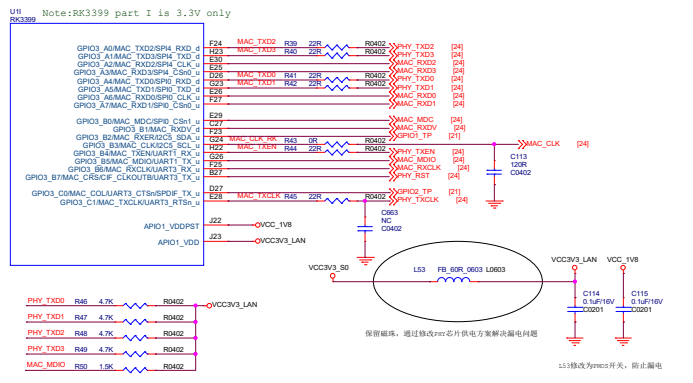 U1I
RK3399
Note:RK3399 part I is 3.3V only
GPIO3_A0/MAC_TXD2/SPI4_RXD_d F24 MAC_TXD2 R39 22R R0402 PHY_TXD2 [24]
GPIO3_A1/MAC_TXD3/SPI4_TXD_d H23 MAC_TXD3 R40 22R R0402 PHY_TXD3 [24]
GPIO3_A2/MAC_RXD2/SPI4_CLK_u E30 MAC_RXD2 [24]
GPIO3_A3/MAC_RXD3/SPI4_CSn0_u E25 MAC_RXD3 [24]
GPIO3_A4/MAC_TXD0/SPI0_RXD_d D26 MAC_TXD0 R41 22R R0402 PHY_TXD0 [24]
GPIO3_A5/MAC_TXD1/SPI0_TXD_d G23 MAC_TXD1 R42 22R R0402 PHY_TXD1 [24]
GPIO3_A6/MAC_RXD0/SPI0_CLK_u E26 MAC_RXD0 [24]
GPIO3_A7/MAC_RXD1/SPI0_CSn0_u F27 MAC_RXD1 [24]
GPIO3_B0/MAC_MDC/SPI0_CSn1_u E29 MAC_MDC [24]
GPIO3_B1/MAC_RXDV_d C27 MAC_RXDV [24]
GPIO3_B2/MAC_RXER/I2C5_SDA_u F23 GPIO1_TP [21]
GPIO3_B3/MAC_CLK/I2C5_SCL_u G24 MAC_CLK_RK R43 0R R0402 MAC_CLK [24]
GPIO3_B4/MAC_TXEN/UART1_RX_u H22 MAC_TXEN R44 22R R0402 PHY_TXEN [24]
GPIO3_B5/MAC_MDIO/UART1_TX_u G26 MAC_MDIO [24]
GPIO3_B6/MAC_RXCLK/UART3_RX_u F25 MAC_RXCLK [24]
GPIO3_B7/MAC_CRS/CIF_CLKOUTB/UART3_TX_u B27 PHY_RST [24]
C113
120R
C0402
GPIO3_C0/MAC_COL/UART3_CTSn/SPDIF_TX_u D27 GPIO2_TP [21]
GPIO3_C1/MAC_TXCLK/UART3_RTSn_u E28 MAC_TXCLK R45 22R R0402 PHY_TXCLK [24]
C663
NC
C0402
APIO1_VDDPST J22 VCC_1V8
APIO1_VDD J23 VCC3V3_LAN
VCC3V3_S0 L53 FB_60R_0603 L0603 VCC3V3_LAN VCC_1V8
C114
0.1uF/16V
C0201
C115
0.1uF/16V
C0201
PHY_TXD0 R46 4.7K R0402 VCC3V3_LAN
PHY_TXD1 R47 4.7K R0402
PHY_TXD2 R48 4.7K R0402
PHY_TXD3 R49 4.7K R0402
MAC_MDIO R50 1.5K R0402
保留磁珠，通过修改PHY芯片供电方案解决漏电问题
L53修改为PMOS开关，防止漏电